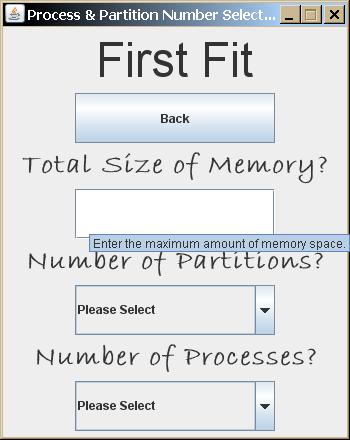 Process & Partition Number Select...
First Fit
Back
Total Size of Memory?
Enter the maximum amount of memory space.
Number of Partitions?
Please Select
Number of Processes?
Please Select